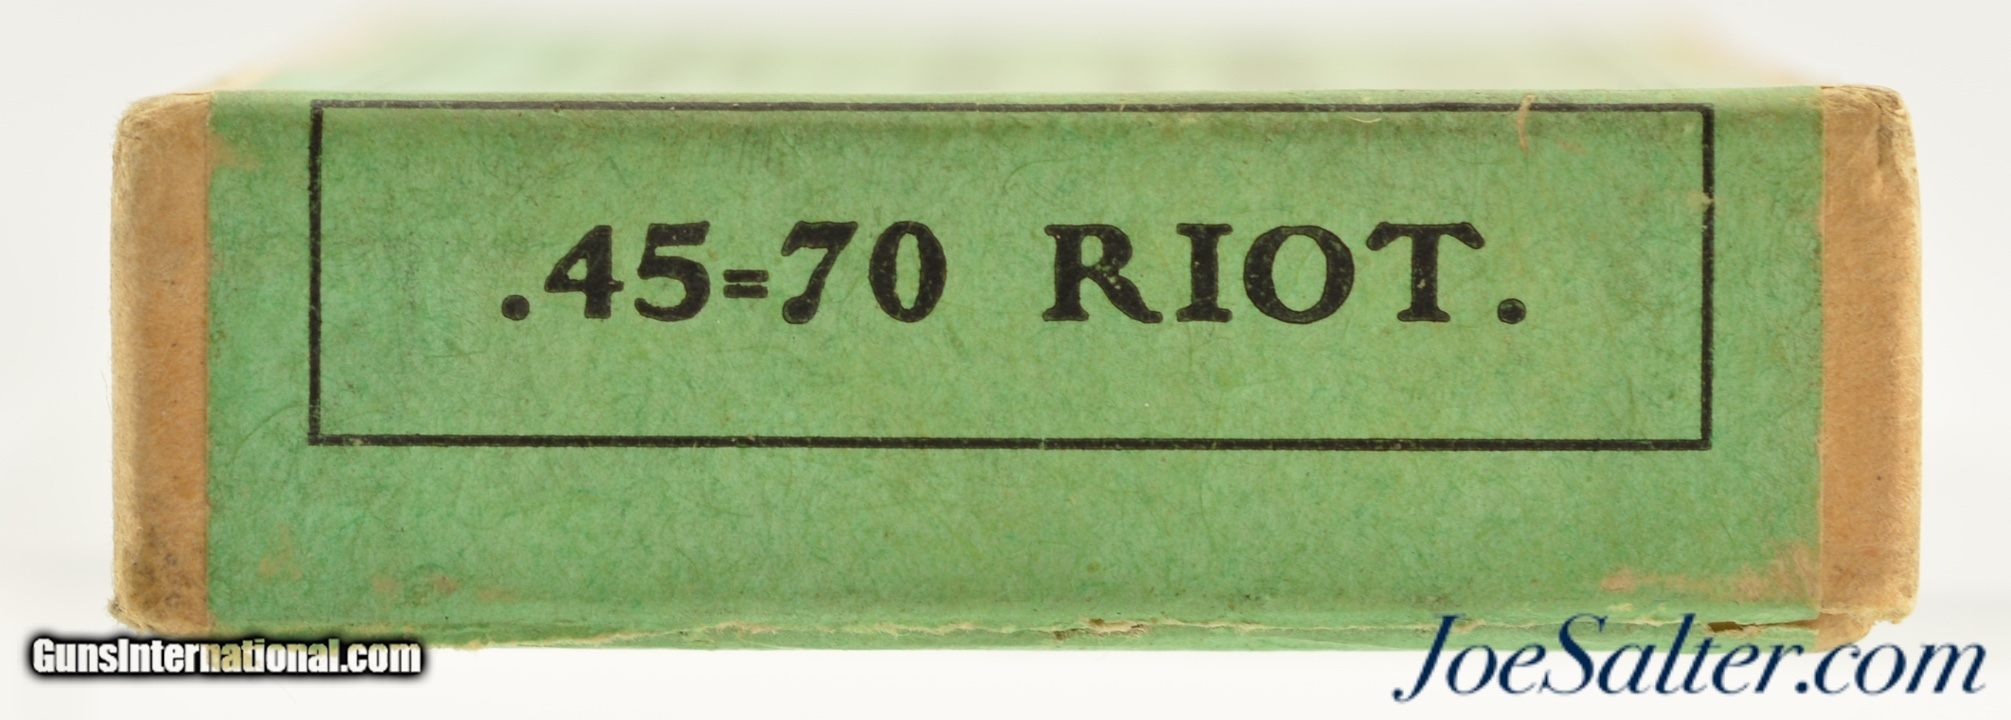 .45=70 RIOT.
GunsInternational.com
JoeSalter.com